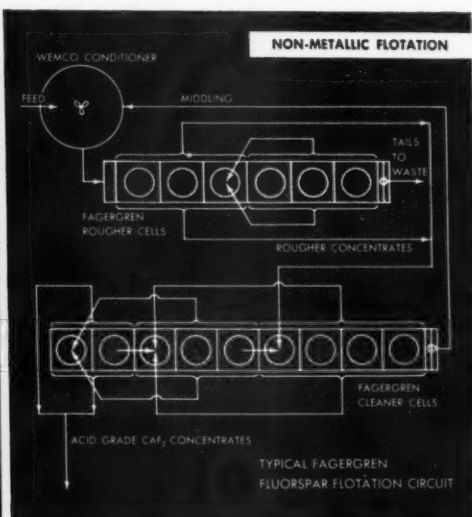 NON-METALLIC FLOTATION
WEMCO CONDITIONER
FEED
MIDDLING
TAILS
TO
WASTE
FAGERGREN
ROUGHER CELLS
ROUGHER CONCENTRATES
FAGERGREN
CLEANER CELLS
ACID GRADE CAF₂ CONCENTRATES
TYPICAL FAGERGREN
FLUORSPAR FLOTATION CIRCUIT